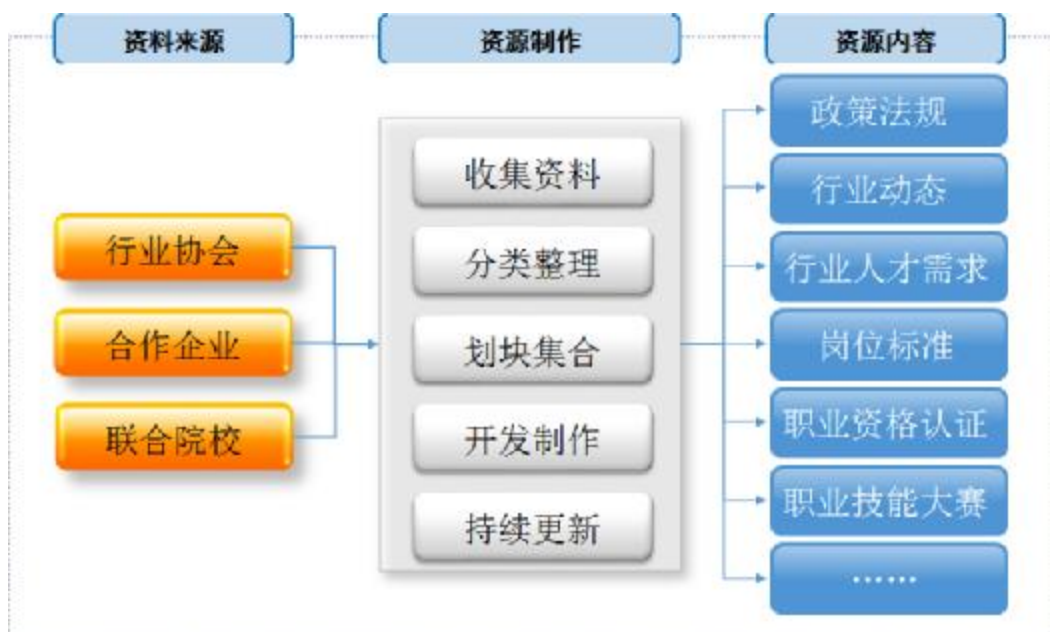 资料来源
资源制作
资源内容
行业协会
合作企业
联合院校
收集资料
分类整理
划块集合
开发制作
持续更新
政策法规
行业动态
行业人才需求
岗位标准
职业资格认证
职业技能大赛
……